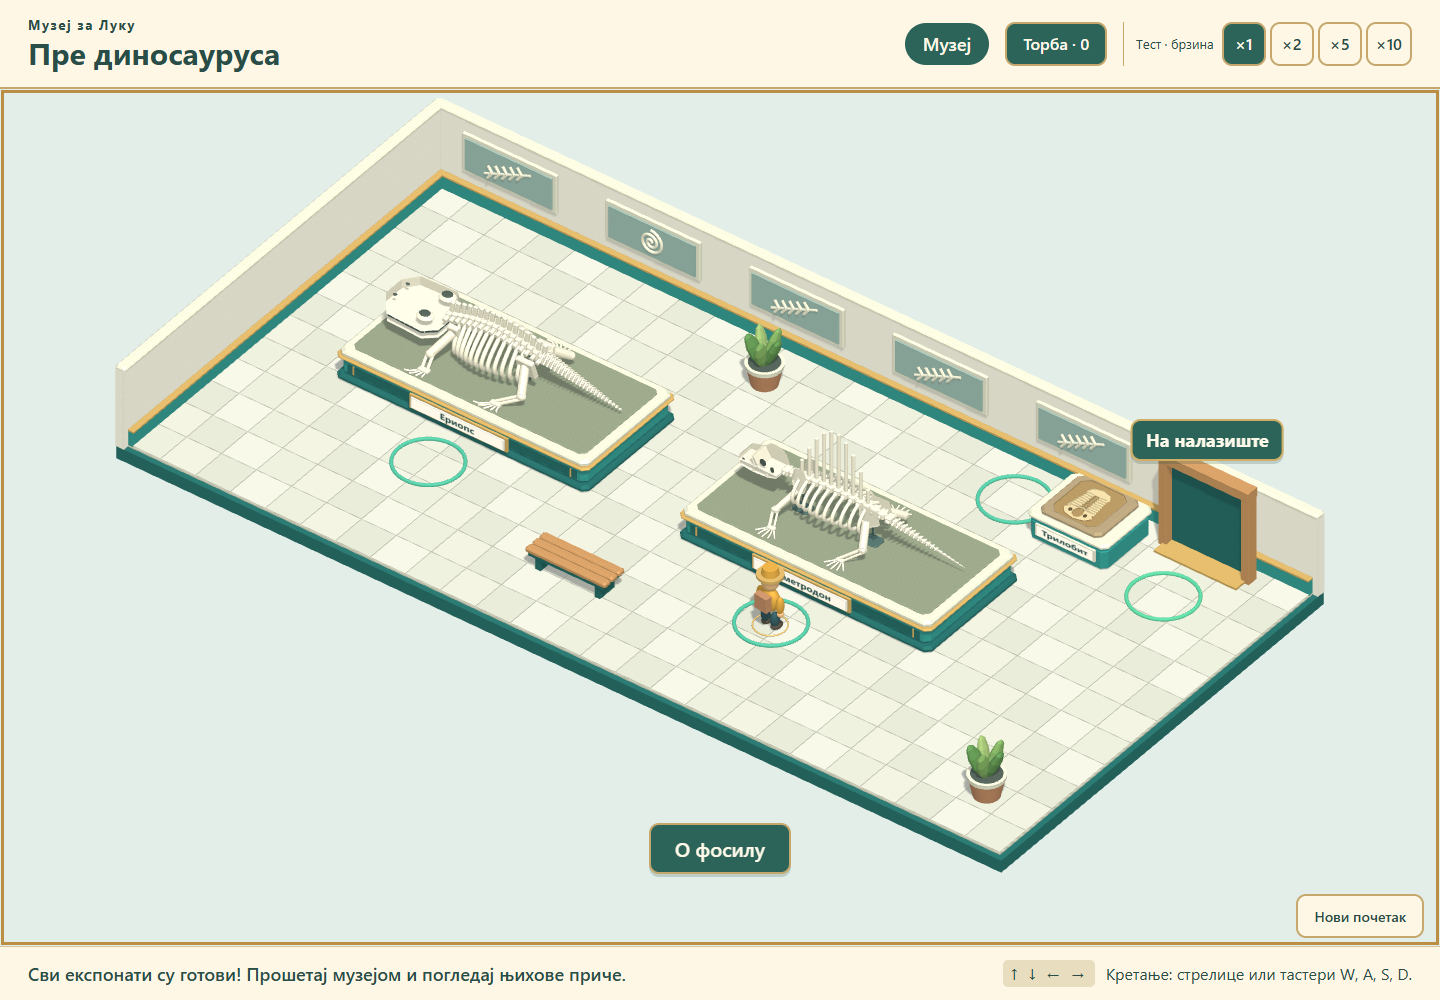 Музеј за Луку
Пре диносауруса
Музеј
Торба · 0
Тест · брзина
×1
×2
×5
×10
На налазиште
Ериопс
Трилобит
метродон
О фосилу
Нови почетак
Сви експонати су готови! Прошетај музејом и погледај њихове приче.
↑ ↓ ← → Кретање: стрелице или тастери W, A, S, D.